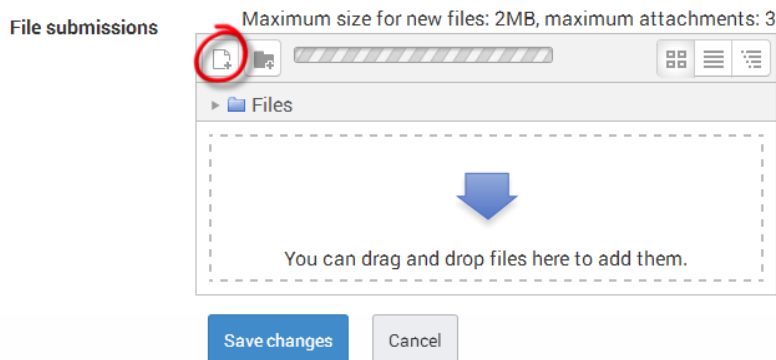 Maximum size for new files: 2MB, maximum attachments: 3
File submissions
Files
You can drag and drop files here to add them.
Save changes
Cancel